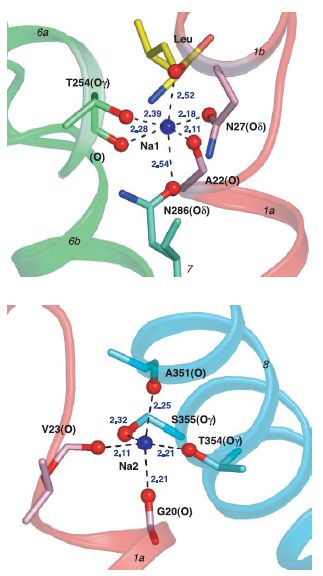 6a
Leu
1b
T254(Oγ)
2.52
2.39
2.18
2.28
2.11
N27(Oδ)
(O)
Na1
2.54
A22(O)
N286(Oδ)
1a
6b
7
8
A351(O)
2.25
S355(Oγ)
V23(O)
2.32
T354(Oγ)
2.11
2.21
Na2
2.21
G20(O)
1a